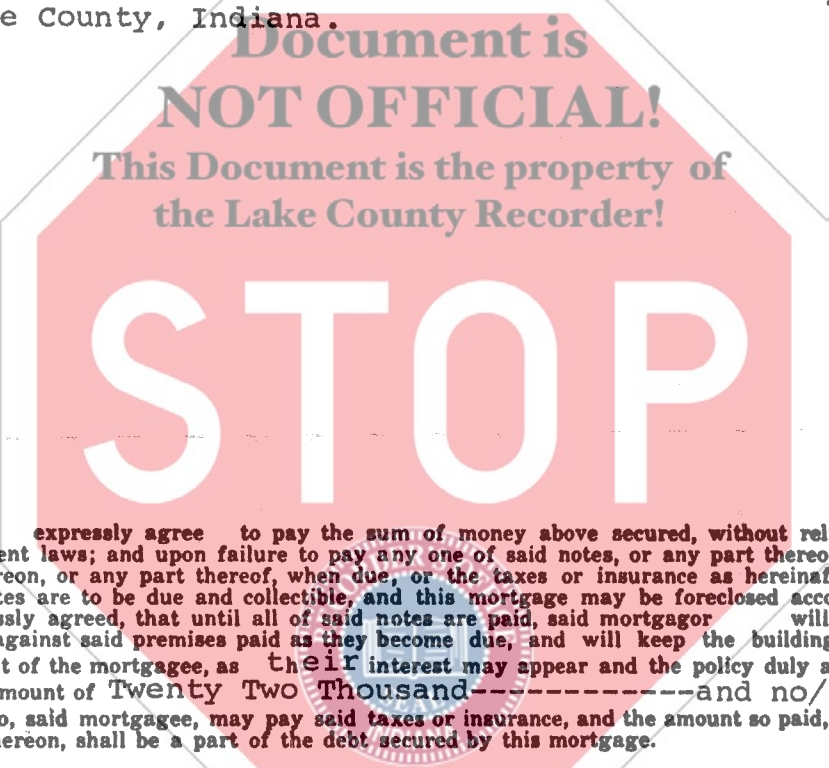 e County, Indiana.
Document is
NOT OFFICIAL!
This Document is the property of
the Lake County Recorder!
STOP
expressly agree to pay the sum of money above secured, without rel
ent laws; and upon failure to pay any one of said notes, or any part thereo
reon, or any part thereof, when due, or the taxes or insurance as hereinaf
tes are to be due and collectible, and this mortgage may be foreclosed acco
ssly agreed, that until all of said notes are paid, said mortgagor will
against said premises paid as they become due, and will keep the building
t of the mortgagee, as their interest may appear and the policy duly a
mount of Twenty Two Thousand------------and no/
o, said mortgagee, may pay said taxes or insurance, and the amount so paid,
hereon, shall be a part of the debt secured by this mortgage.